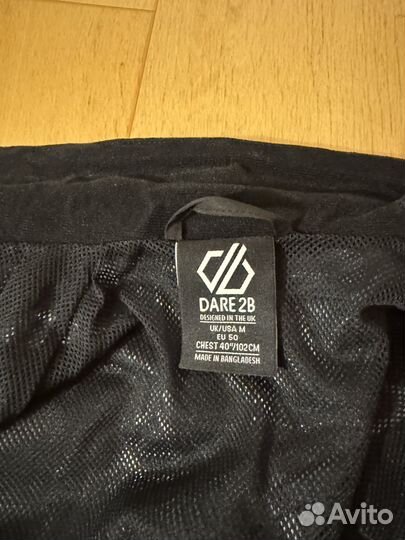 DARE 2B
DESIGNED IN THE UK
UK/USA M
EU 50
CHEST 40"/102CM
MADE IN BANGLADESH
Avito